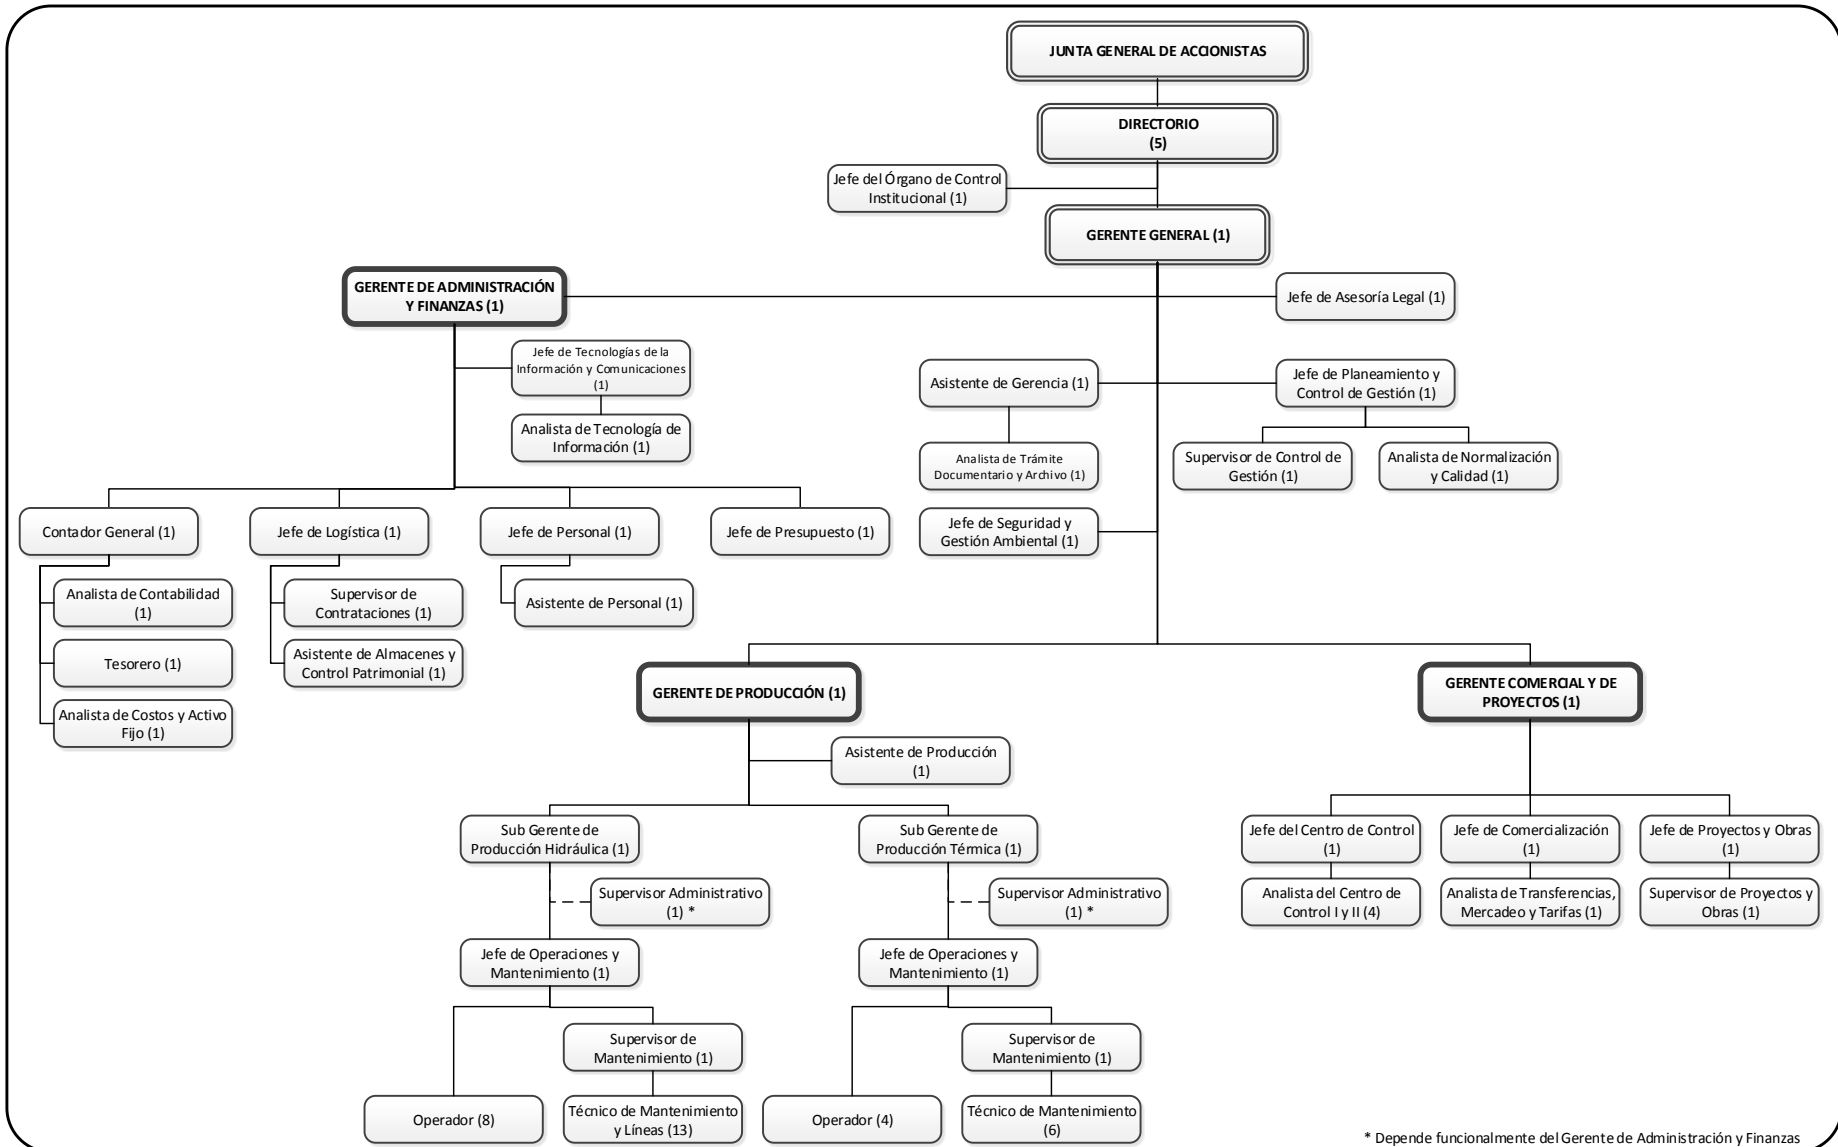 JUNTA GENERAL DE ACCIONISTAS
DIRECTORIO
(5)
Jefe del Órgano de Control
Institucional (1)
GERENTE GENERAL (1)
GERENTE DE ADMINISTRACIÓN
Y FINANZAS (1)
Jefe de Asesoría Legal (1)
Jefe de Tecnologías de la
Información y Comunicaciones
(1)
Analista de Tecnología de
Información (1)
Asistente de Gerencia (1)
Analista de Trámite
Documentario y Archivo (1)
Jefe de Planeamiento y
Control de Gestión (1)
Supervisor de Control de
Gestión (1)
Analista de Normalización
y Calidad (1)
Contador General (1)
Jefe de Logística (1)
Jefe de Personal (1)
Jefe de Presupuesto (1)
Jefe de Seguridad y
Gestión Ambiental (1)
Analista de Contabilidad
(1)
Tesorero (1)
Analista de Costos y Activo
Fijo (1)
Supervisor de
Contrataciones (1)
Asistente de Almacenes y
Control Patrimonial (1)
Asistente de Personal (1)
GERENTE DE PRODUCCIÓN (1)
GERENTE COMERCIAL Y DE
PROYECTOS (1)
Asistente de Producción
(1)
Sub Gerente de
Producción Hidráulica (1)
Supervisor Administrativo
(1) *
Jefe de Operaciones y
Mantenimiento (1)
Supervisor de
Mantenimiento (1)
Operador (8)
Técnico de Mantenimiento
y Líneas (13)
Sub Gerente de
Producción Térmica (1)
Supervisor Administrativo
(1) *
Jefe de Operaciones y
Mantenimiento (1)
Supervisor de
Mantenimiento (1)
Operador (4)
Técnico de Mantenimiento
(6)
Jefe del Centro de Control
(1)
Analista del Centro de
Control I y II (4)
Jefe de Comercialización
(1)
Analista de Transferencias,
Mercadeo y Tarifas (1)
Jefe de Proyectos y Obras
(1)
Supervisor de Proyectos y
Obras (1)
* Depende funcionalmente del Gerente de Administración y Finanzas